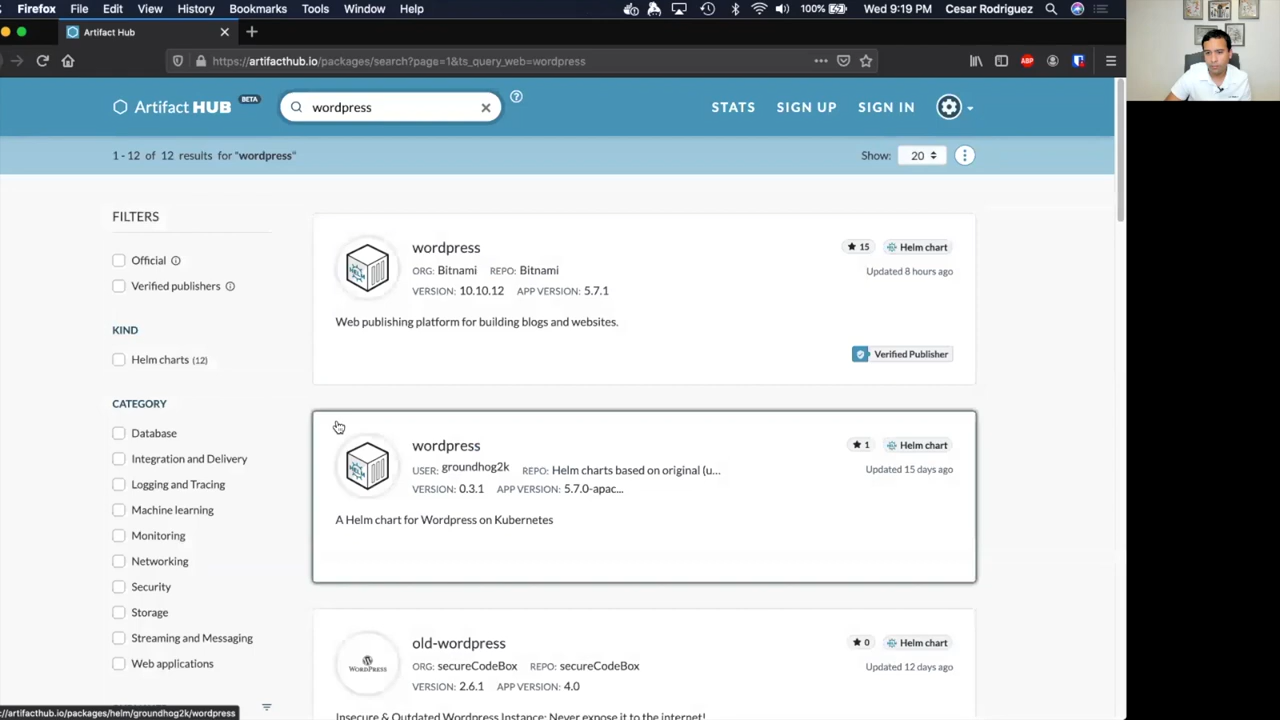 Firefox File Edit View History Bookmarks Tools Window Help 100% Wed 9:19 PM Cesar Rodriguez
Artifact Hub
https://artifacthub.io/packages/search?page=1&ts_query_web=wordpress
ABP
Artifact HUB BETA wordpress STATS SIGN UP SIGN IN
1 - 12 of 12 results for "wordpress" Show: 20
FILTERS
Official
Verified publishers
KIND
Helm charts (12)
CATEGORY
Database
Integration and Delivery
Logging and Tracing
Machine learning
Monitoring
Networking
Security
Storage
Streaming and Messaging
Web applications
HELM
wordpress 15 Helm chart
ORG: Bitnami REPO: Bitnami Updated 8 hours ago
VERSION: 10.10.12 APP VERSION: 5.7.1
Web publishing platform for building blogs and websites.
Verified Publisher
HELM
wordpress 1 Helm chart
USER: groundhog2k REPO: Helm charts based on original (u... Updated 15 days ago
VERSION: 0.3.1 APP VERSION: 5.7.0-apac...
A Helm chart for Wordpress on Kubernetes
WORDPRESS
old-wordpress 0 Helm chart
ORG: secureCodeBox REPO: secureCodeBox Updated 12 days ago
VERSION: 2.6.1 APP VERSION: 4.0
Insecure & Outdated Wordpress Instance: Never expose it to the internet!
://artifacthub.io/packages/helm/groundhog2k/wordpress